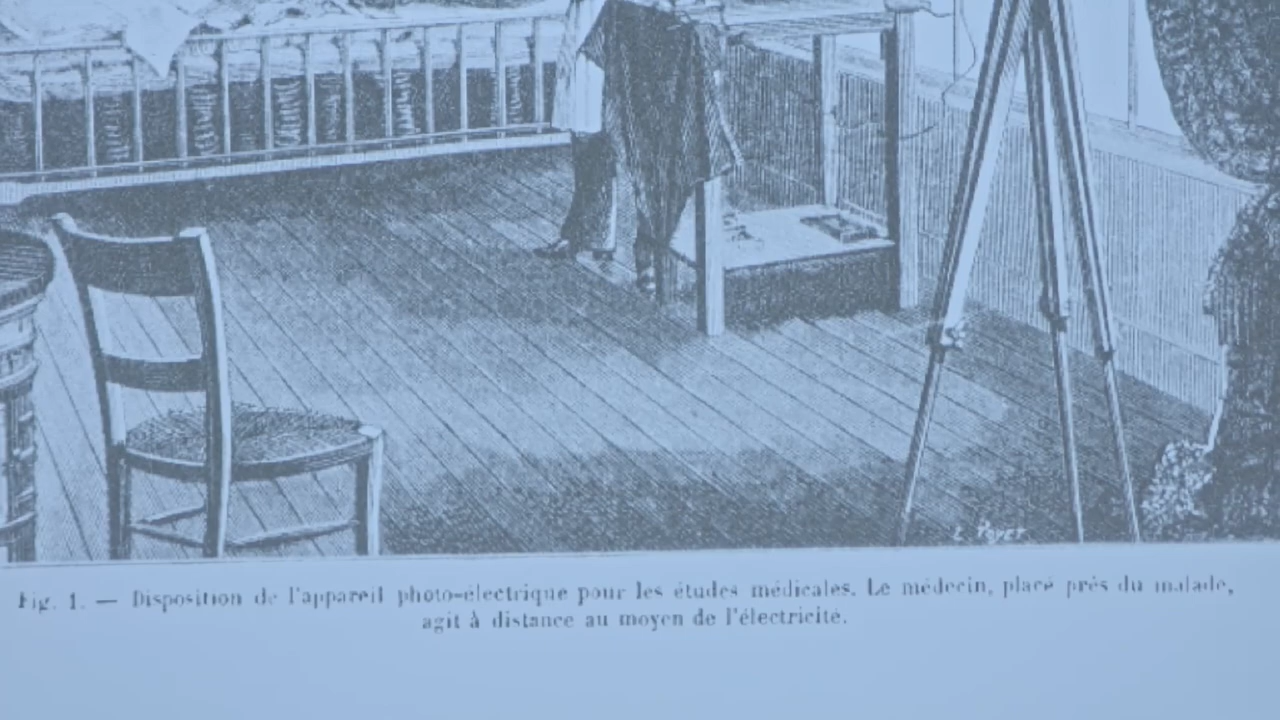 L. Poyet
Fig. 1. — Disposition de l'appareil photo-électrique pour les études médicales. Le médecin, placé près du malade,
agit à distance au moyen de l'électricité.